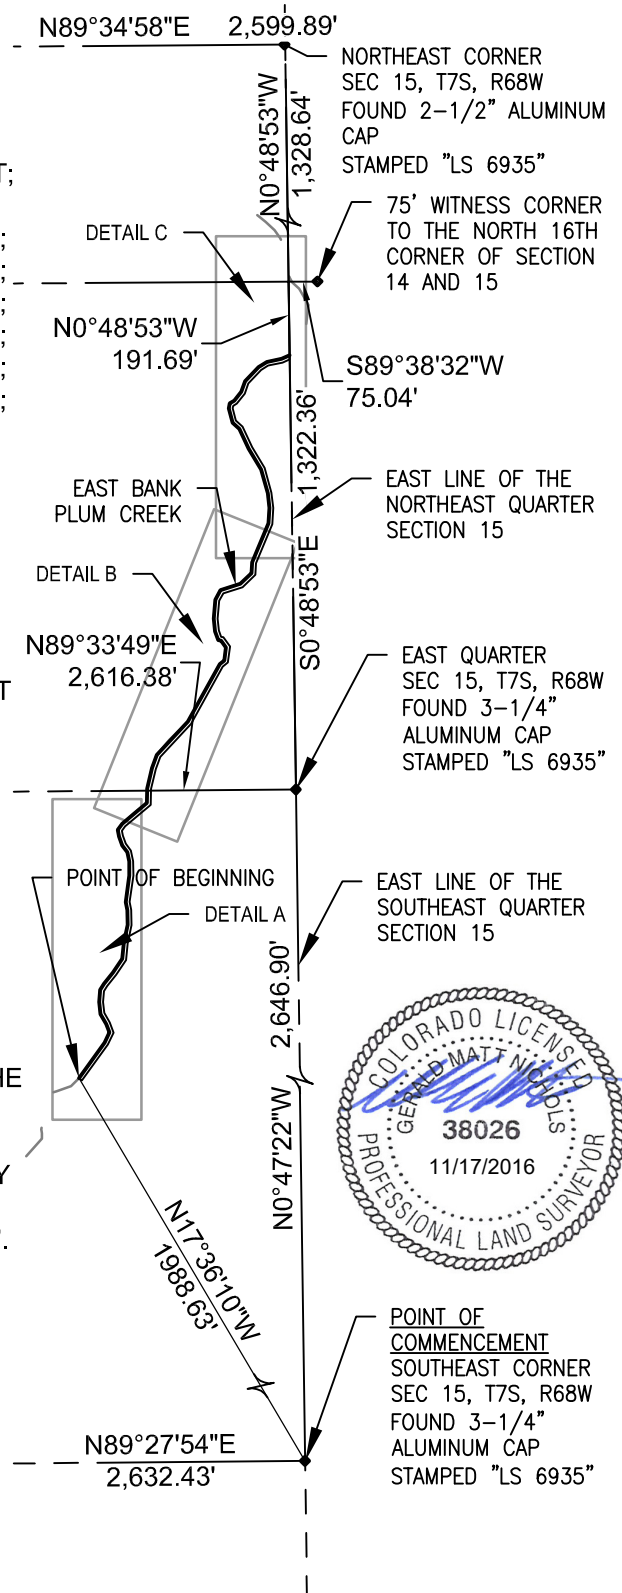 N89°34'58"E
2,599.89'
NORTHEAST CORNER
SEC 15, T7S, R68W
FOUND 2-1/2" ALUMINUM
CAP
STAMPED "LS 6935"
N0°48'53"W
1,328.64'
T;
;
;
;
;
;
;
75' WITNESS CORNER
TO THE NORTH 16TH
CORNER OF SECTION
14 AND 15
DETAIL C
N0°48'53"W
191.69'
S89°38'32"W
75.04'
1,322.36'
S0°48'53"E
EAST BANK
PLUM CREEK
EAST LINE OF THE
NORTHEAST QUARTER
SECTION 15
DETAIL B
N89°33'49"E
2,616.38'
T
EAST QUARTER
SEC 15, T7S, R68W
FOUND 3-1/4"
ALUMINUM CAP
STAMPED "LS 6935"
POINT OF BEGINNING
DETAIL A
EAST LINE OF THE
SOUTHEAST QUARTER
SECTION 15
2,646.90'
N0°47'22"W
HE
Y
.
COLORADO LICENSED
GERALD MATT NICHOLS
38026
11/17/2016
PROFESSIONAL LAND SURVEYOR
N17°36'10"W
1988.63'
POINT OF
COMMENCEMENT
SOUTHEAST CORNER
SEC 15, T7S, R68W
FOUND 3-1/4"
ALUMINUM CAP
STAMPED "LS 6935"
N89°27'54"E
2,632.43'